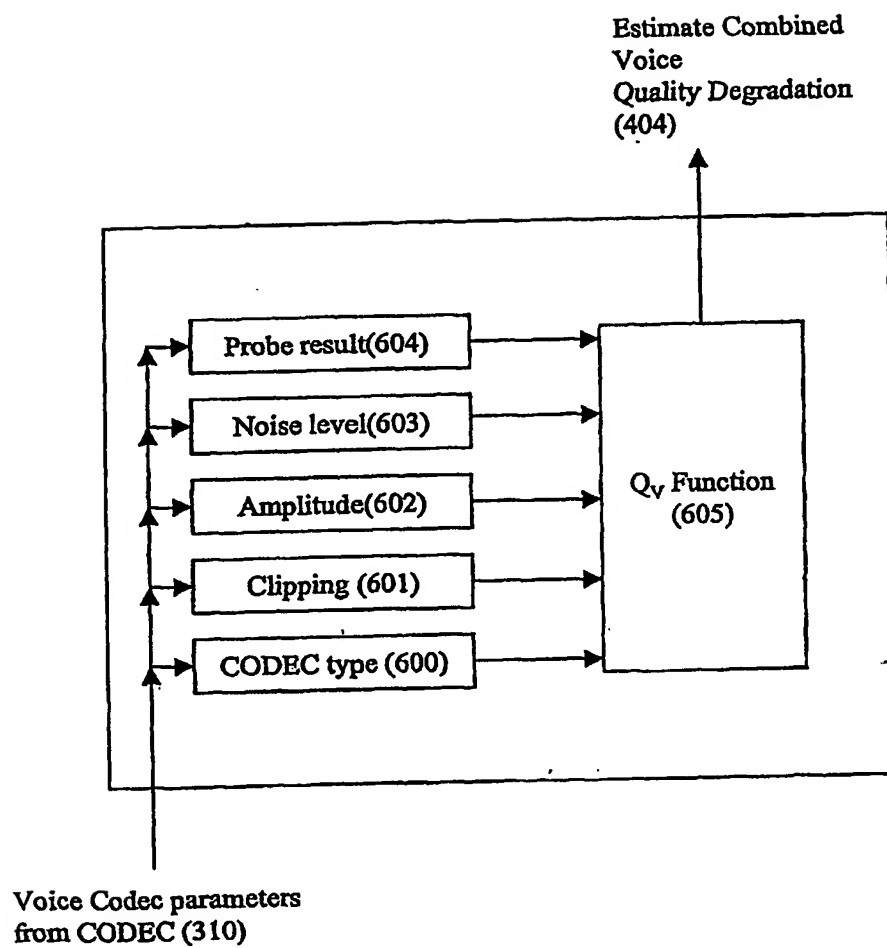 Estimate Combined
Voice
Quality Degradation
(404)
Probe result(604)
Noise level(603)
Amplitude(602)
Clipping (601)
CODEC type (600)
QV Function
(605)
Voice Codec parameters
from CODEC (310)